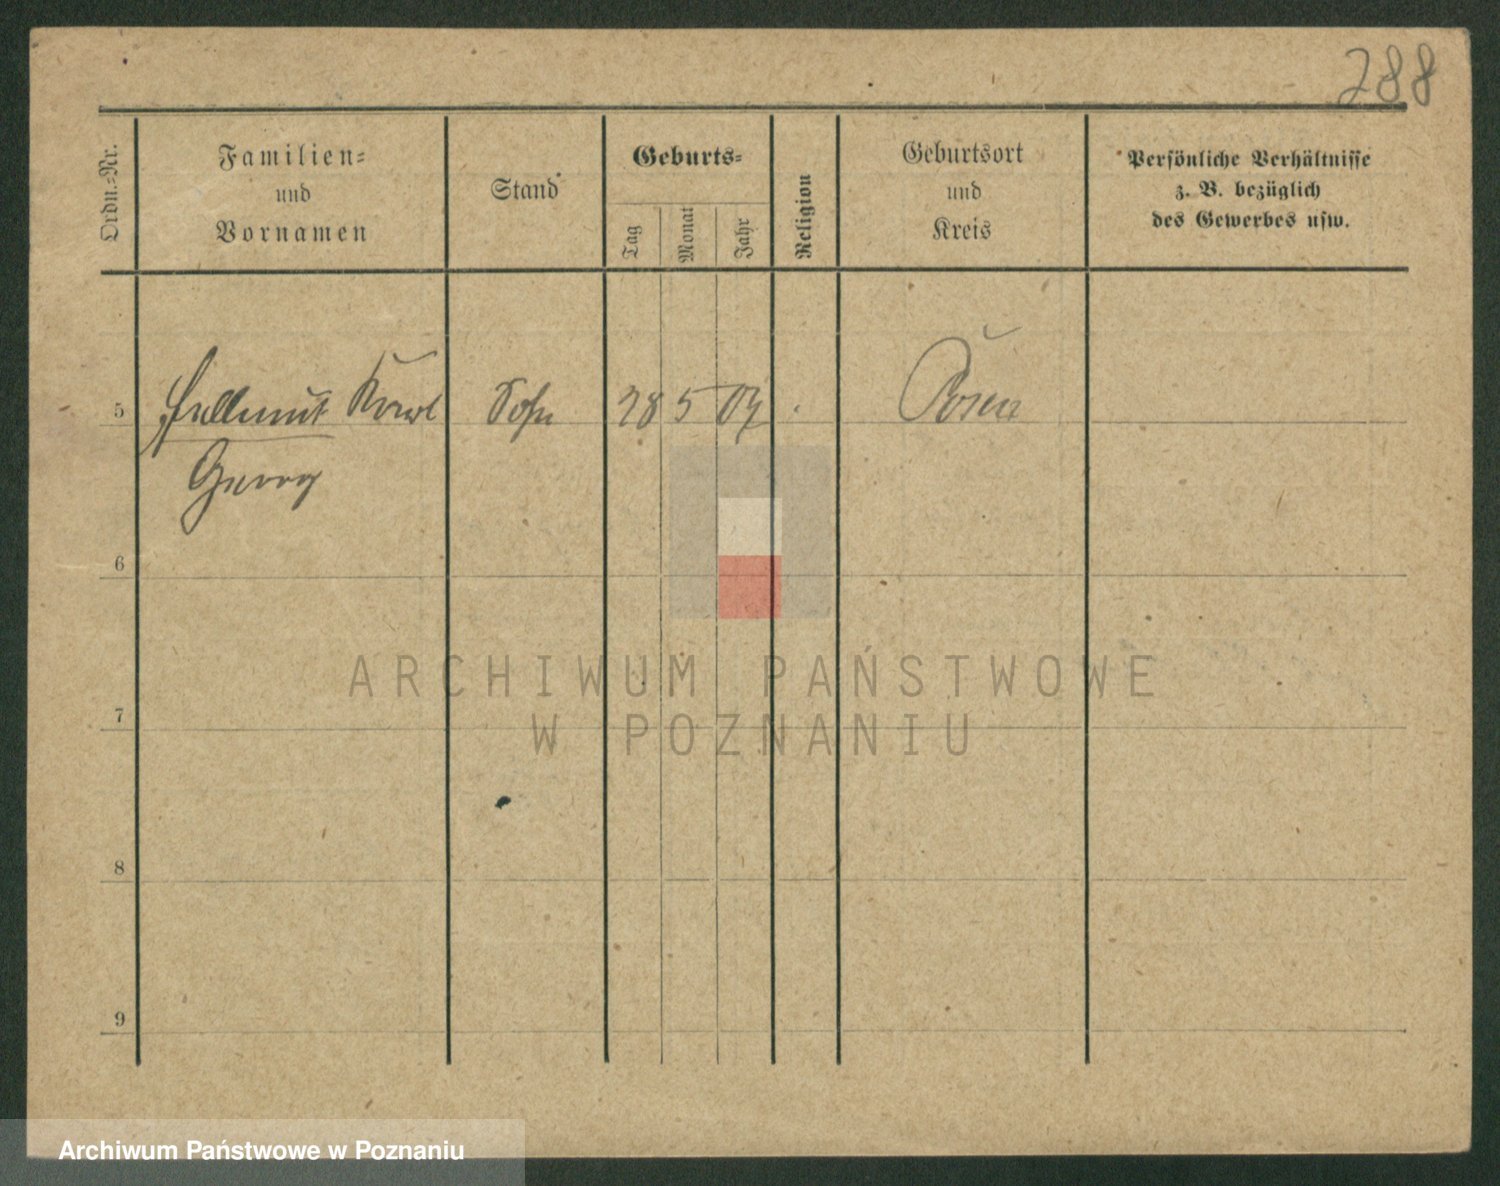 288
Ordn.-Nr.
Familien-
und
Vornamen
Stand
Geburts-
Tag
Monat
Jahr
Religion
Geburtsort
und
Kreis
Persönliche Verhältnisse
z. B. bezüglich
des Gewerbes usw.
5 Hellmut Karl Sohn 28 5 07 Posen
Georg
6
7
8
9
ARCHIWUM PAŃSTWOWE
W POZNANIU
Archiwum Państwowe w Poznaniu